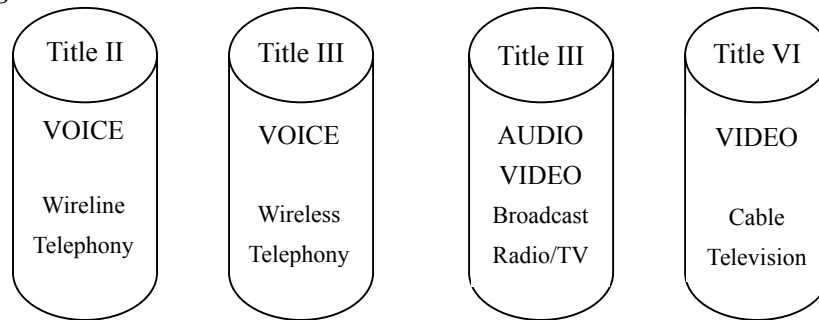 Title II
VOICE
Wireline
Telephony
Title III
VOICE
Wireless
Telephony
Title III
AUDIO
VIDEO
Broadcast
Radio/TV
Title VI
VIDEO
Cable
Television